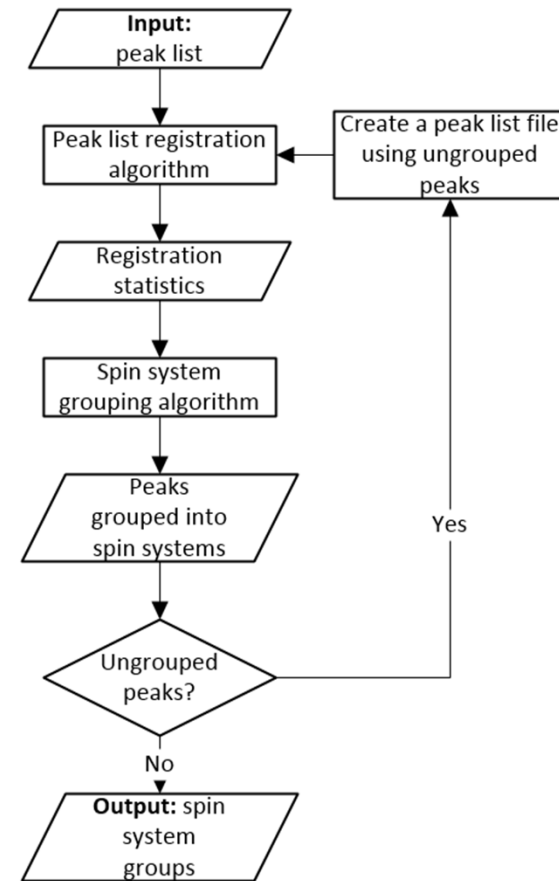 Input:
peak list
Peak list registration
algorithm
Create a peak list file
using ungrouped
peaks
Registration
statistics
Spin system
grouping algorithm
Peaks
grouped into
spin systems
Yes
Ungrouped
peaks?
No
Output: spin
system
groups